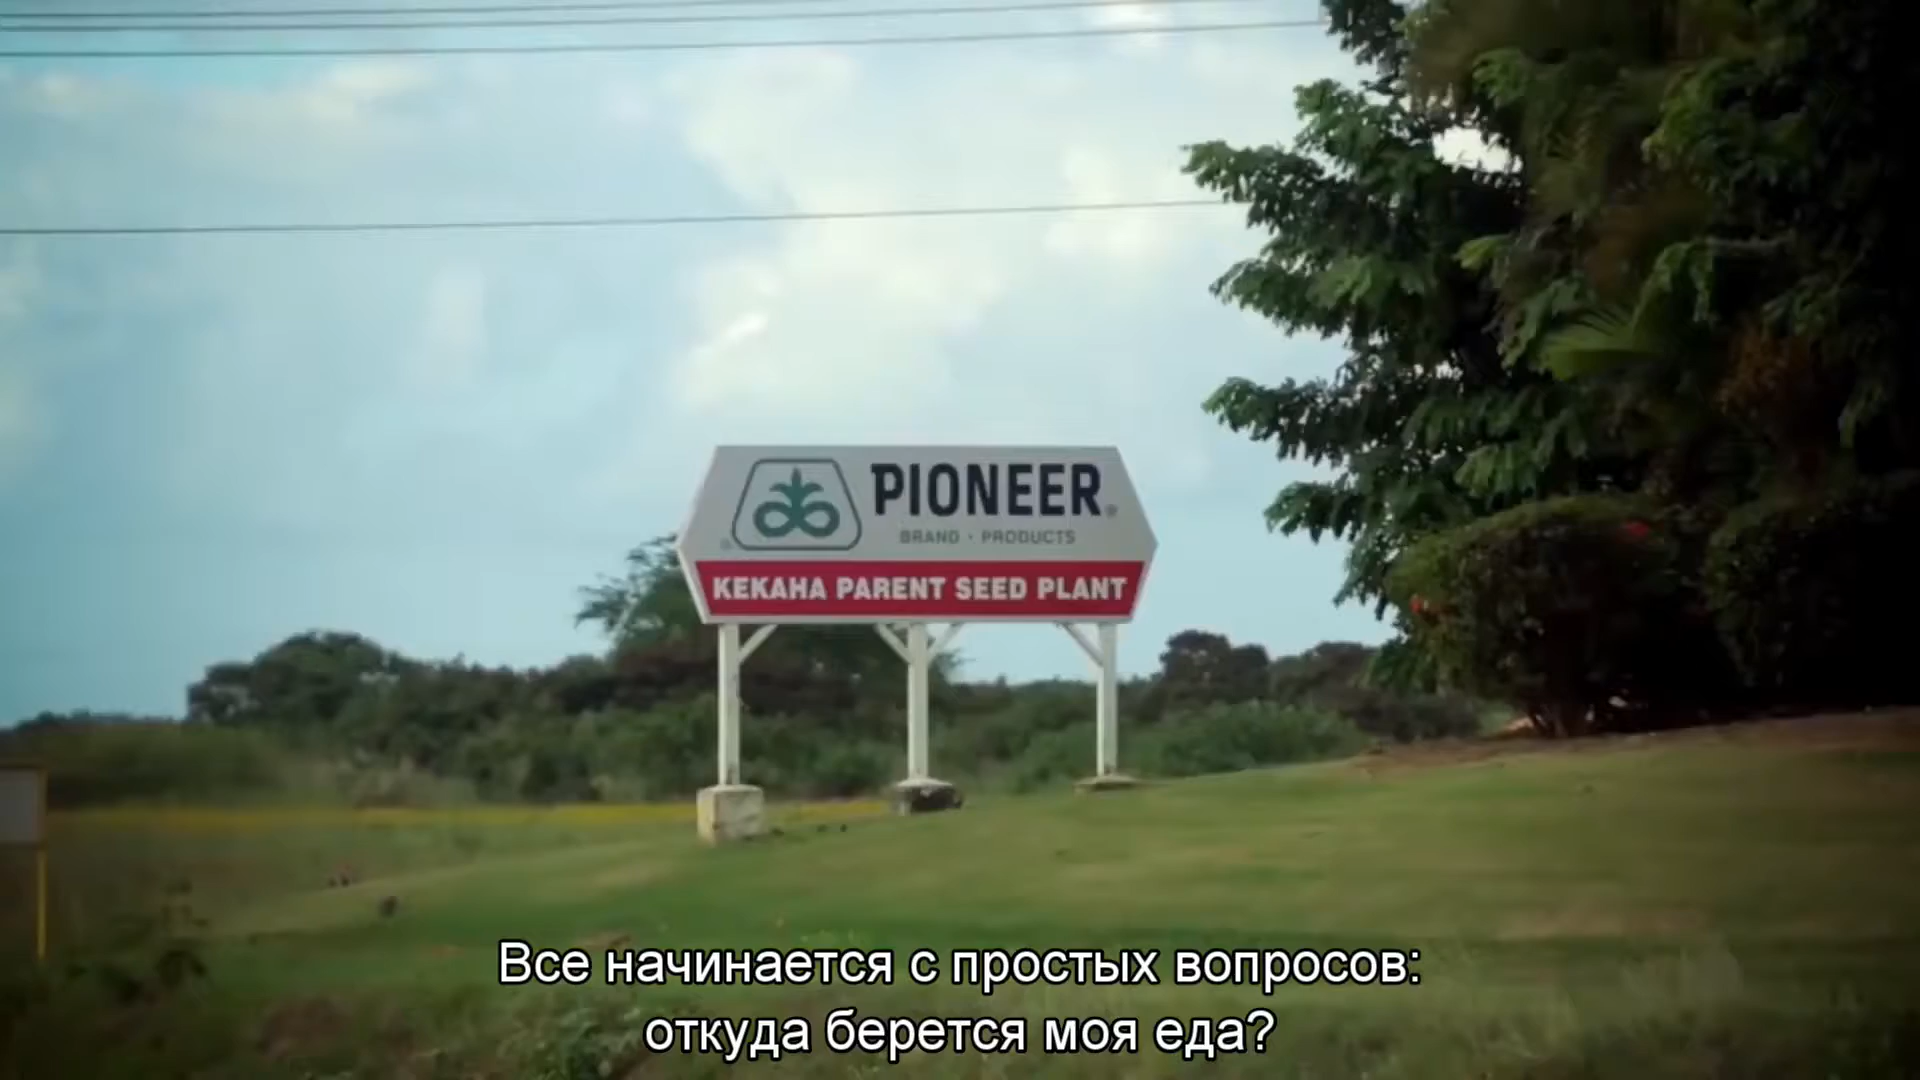 PIONEER®
BRAND · PRODUCTS
KEKAHA PARENT SEED PLANT
Все начинается с простых вопросов:
откуда берется моя еда?